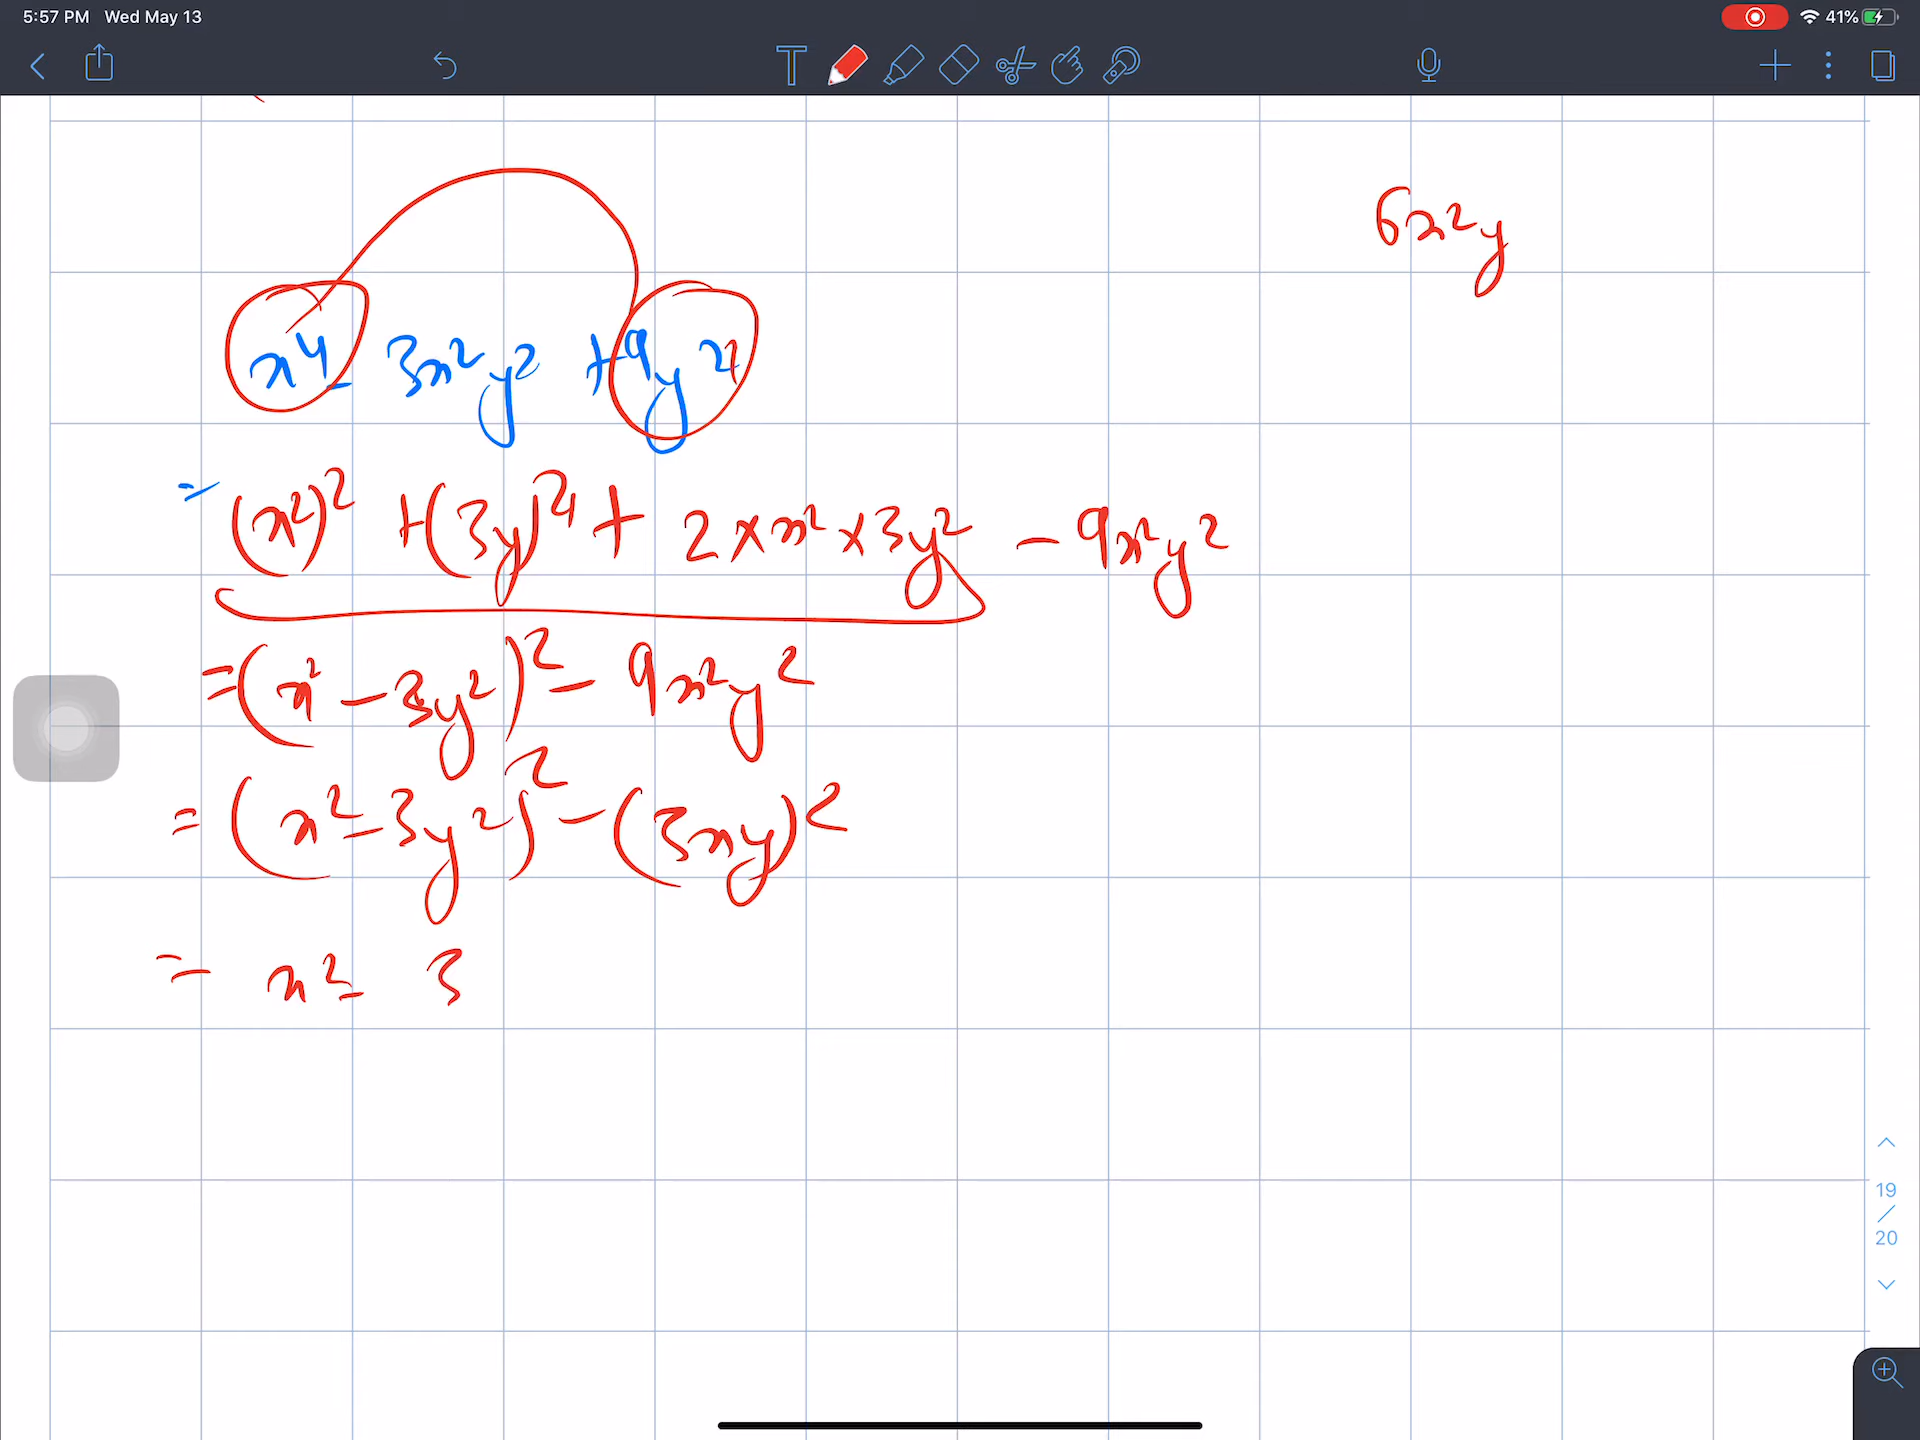 5:57 PM Wed May 13
41%
6x²y
x⁴ - 3x²y² + 9y⁴
= (x²)² + (3y)²⁴ + 2 × x² × 3y² - 9x²y²
= (x² - 3y²)² - 9x²y²
= (x² - 3y²)² - (3xy)²
= x² - 3
19
/
20